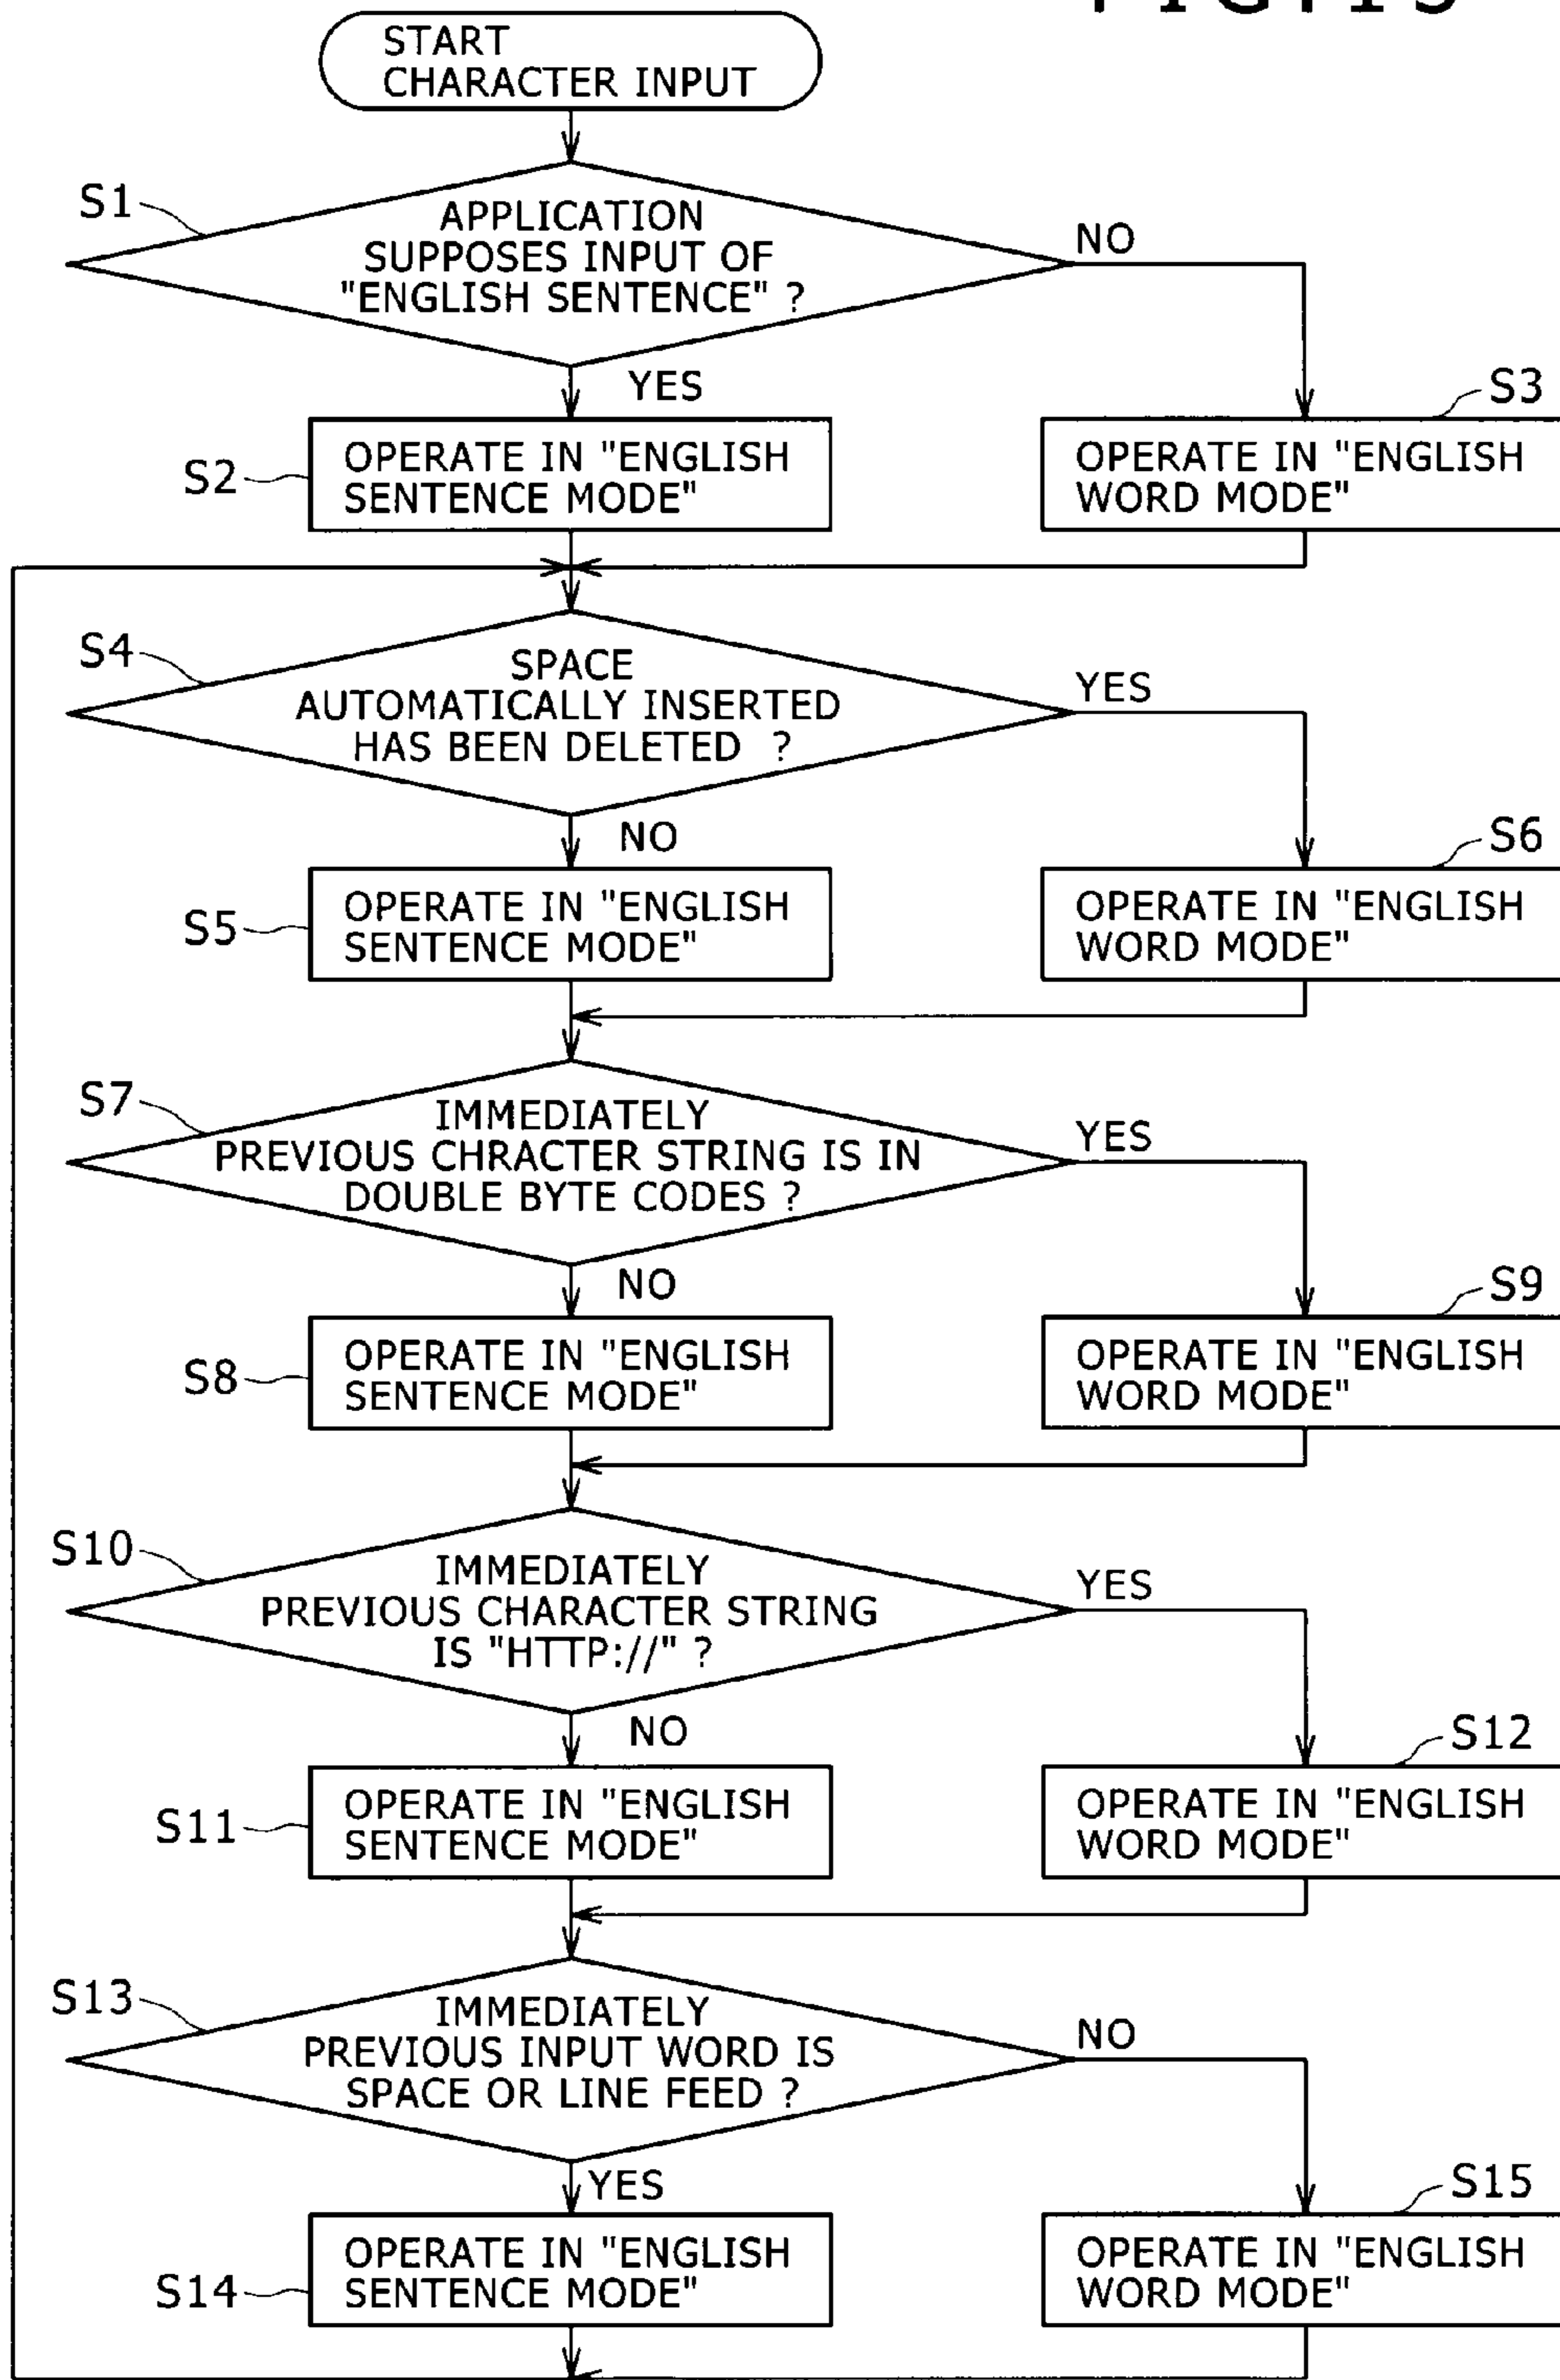 START
CHARACTER INPUT
S1
APPLICATION
SUPPOSES INPUT OF
"ENGLISH SENTENCE" ?
NO
YES
S2
OPERATE IN "ENGLISH
SENTENCE MODE"
S3
OPERATE IN "ENGLISH
WORD MODE"
S4
SPACE
AUTOMATICALLY INSERTED
HAS BEEN DELETED ?
YES
NO
S5
OPERATE IN "ENGLISH
SENTENCE MODE"
S6
OPERATE IN "ENGLISH
WORD MODE"
S7
IMMEDIATELY
PREVIOUS CHRACTER STRING IS IN
DOUBLE BYTE CODES ?
YES
NO
S8
OPERATE IN "ENGLISH
SENTENCE MODE"
S9
OPERATE IN "ENGLISH
WORD MODE"
S10
IMMEDIATELY
PREVIOUS CHARACTER STRING
IS "HTTP://" ?
YES
NO
S11
OPERATE IN "ENGLISH
SENTENCE MODE"
S12
OPERATE IN "ENGLISH
WORD MODE"
S13
IMMEDIATELY
PREVIOUS INPUT WORD IS
SPACE OR LINE FEED ?
NO
YES
S14
OPERATE IN "ENGLISH
SENTENCE MODE"
S15
OPERATE IN "ENGLISH
WORD MODE"